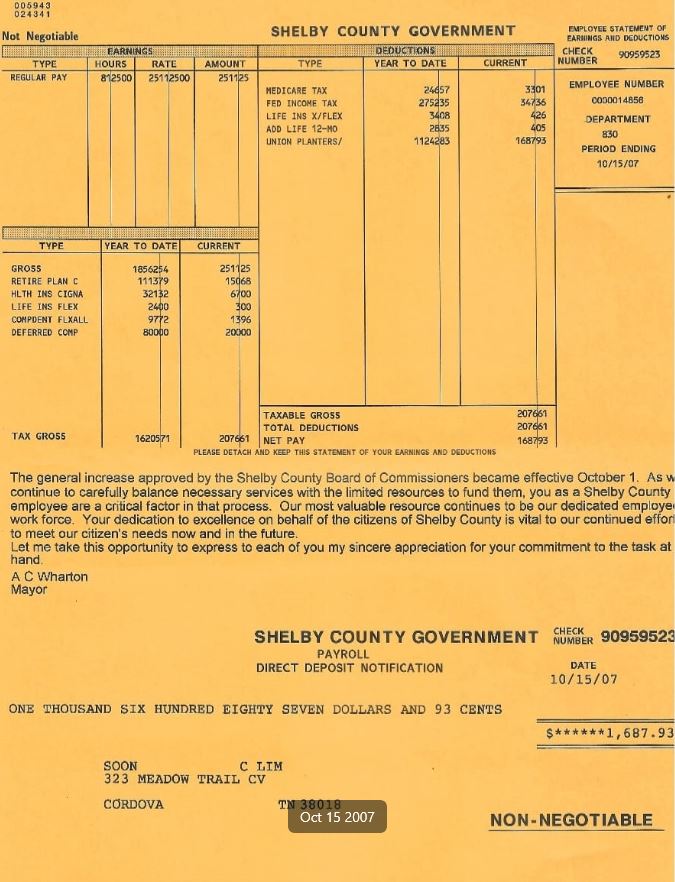 005943
024341
Not Negotiable
SHELBY COUNTY GOVERNMENT
EMPLOYEE STATEMENT OF
EARNINGS AND DEDUCTIONS
CHECK
NUMBER 90959523
EARNINGS
TYPE HOURS RATE AMOUNT
REGULAR PAY 812500 25112500 251125
DEDUCTIONS
TYPE YEAR TO DATE CURRENT
MEDICARE TAX 24657 3301
FED INCOME TAX 275235 34736
LIFE INS X/FLEX 3408 426
ADD LIFE 12-MO 2835 405
UNION PLANTERS/ 1124283 168793
EMPLOYEE NUMBER
0000014856
DEPARTMENT
830
PERIOD ENDING
10/15/07
TYPE YEAR TO DATE CURRENT
GROSS 1856254 251125
RETIRE PLAN C 111379 15068
HLTH INS CIGNA 32132 6700
LIFE INS FLEX 2400 300
COMPDENT FLXALL 9772 1396
DEFERRED COMP 80000 20000
TAX GROSS 1620571 207661
TAXABLE GROSS 207661
TOTAL DEDUCTIONS 207661
NET PAY 168793
PLEASE DETACH AND KEEP THIS STATEMENT OF YOUR EARNINGS AND DEDUCTIONS
The general increase approved by the Shelby County Board of Commissioners became effective October 1. As w
continue to carefully balance necessary services with the limited resources to fund them, you as a Shelby County
employee are a critical factor in that process. Our most valuable resource continues to be our dedicated employe
work force. Your dedication to excellence on behalf of the citizens of Shelby County is vital to our continued effor
to meet our citizen's needs now and in the future.
Let me take this opportunity to express to each of you my sincere appreciation for your commitment to the task at
hand.
A C Wharton
Mayor
SHELBY COUNTY GOVERNMENT
PAYROLL
DIRECT DEPOSIT NOTIFICATION
CHECK
NUMBER 90959523
DATE
10/15/07
ONE THOUSAND SIX HUNDRED EIGHTY SEVEN DOLLARS AND 93 CENTS
$******1,687.93
SOON C LIM
323 MEADOW TRAIL CV
CORDOVA TN 38018
Oct 15 2007
NON-NEGOTIABLE